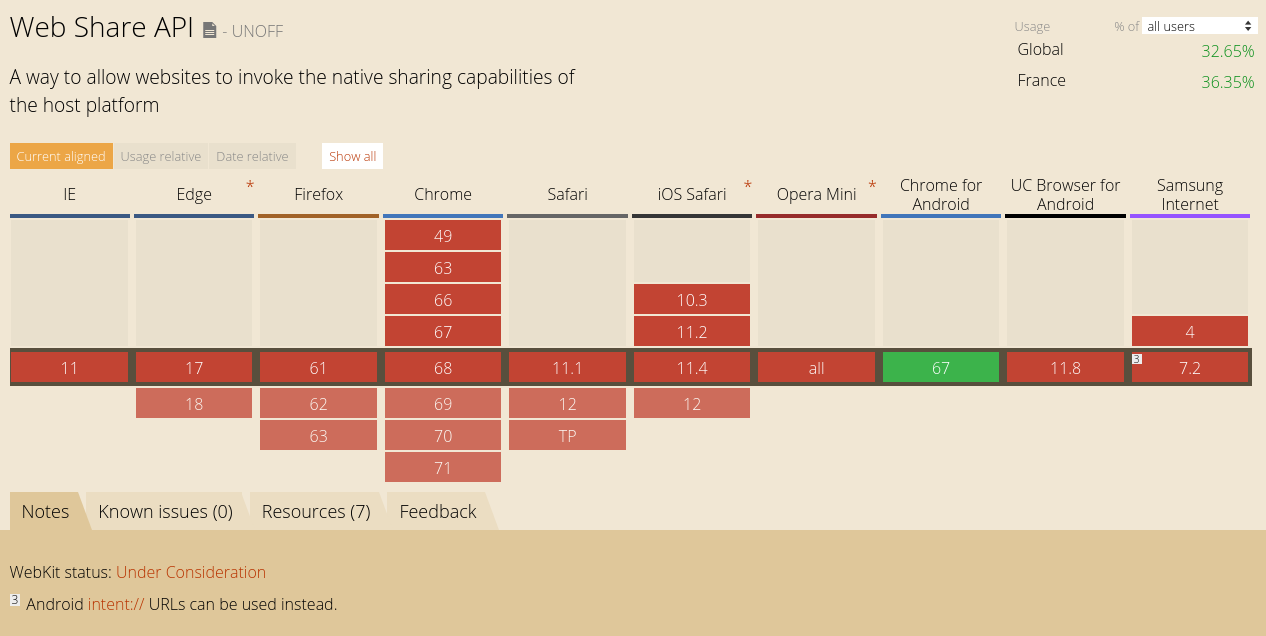 Web Share API - UNOFF
Usage % of all users
Global 32.65%
France 36.35%
A way to allow websites to invoke the native sharing capabilities of
the host platform
Current aligned Usage relative Date relative Show all
IE Edge * Firefox Chrome Safari iOS Safari * Opera Mini * Chrome for Android UC Browser for Android Samsung Internet
49
63
66 10.3
67 11.2 4
11 17 61 68 11.1 11.4 all 67 11.8 3 7.2
18 62 69 12 12
63 70 TP
71
Notes Known issues (0) Resources (7) Feedback
WebKit status: Under Consideration
3 Android intent:// URLs can be used instead.